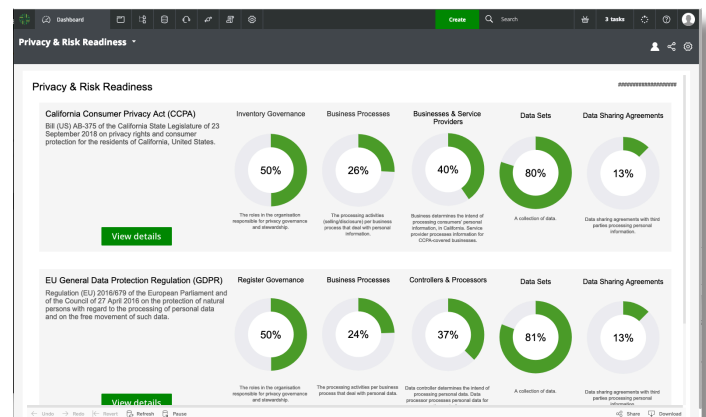 Dashboard
Create
Search
3 tasks
Privacy & Risk Readiness
Privacy & Risk Readiness
##################
California Consumer Privacy Act (CCPA)
Bill (US) AB-375 of the California State Legislature of 23
September 2018 on privacy rights and consumer
protection for the residents of California, United States.
View details
Inventory Governance
50%
The roles in the organisation
responsible for privacy governance
and stewardship.
Business Processes
26%
The processing activities
(selling/disclosure) per business
process that deal with personal
information.
Businesses & Service
Providers
40%
Business determines the intend of
processing consumers' personal
information, in California. Service
provider processes information for
CCPA-covered businesses.
Data Sets
80%
A collection of data.
Data Sharing Agreements
13%
Data sharing agreements with third
parties processing personal
information.
EU General Data Protection Regulation (GDPR)
Regulation (EU) 2016/679 of the European Parliament and
of the Council of 27 April 2016 on the protection of natural
persons with regard to the processing of personal data
and on the free movement of such data.
View details
Register Governance
50%
The roles in the organisation
responsible for privacy governance
and stewardship.
Business Processes
24%
The processing activities per business
process that deal with personal data.
Controllers & Processors
37%
Data controller determines the intend of
processing personal data. Data
processor processes personal data for
Data Sets
81%
A collection of data.
Data Sharing Agreements
13%
Data sharing agreements with third
parties processing personal
information.
Undo
Redo
Revert
Refresh
Pause
Share
Download